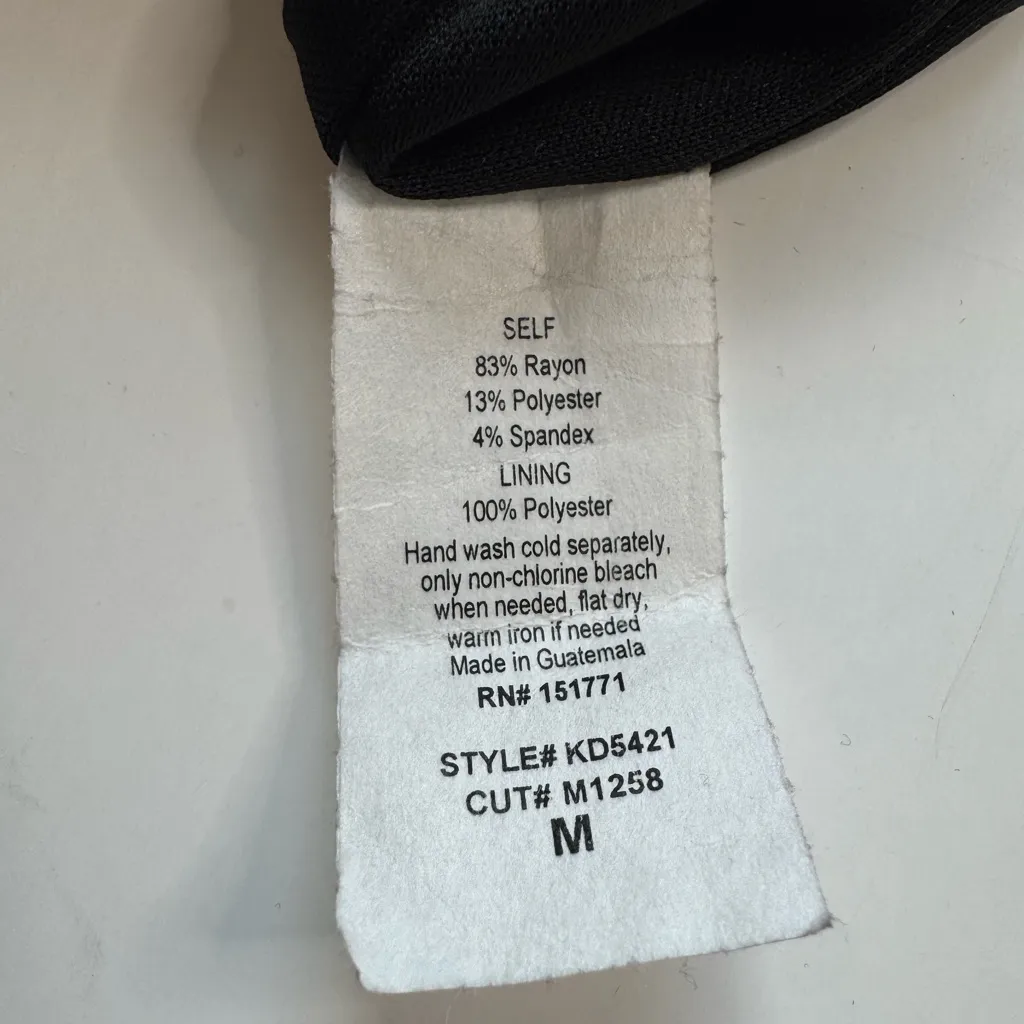 SELF
83% Rayon
13% Polyester
4% Spandex
LINING
100% Polyester
Hand wash cold separately,
only non-chlorine bleach
when needed, flat dry,
warm iron if needed
Made in Guatemala
RN# 151771
STYLE# KD5421
CUT# M1258
M